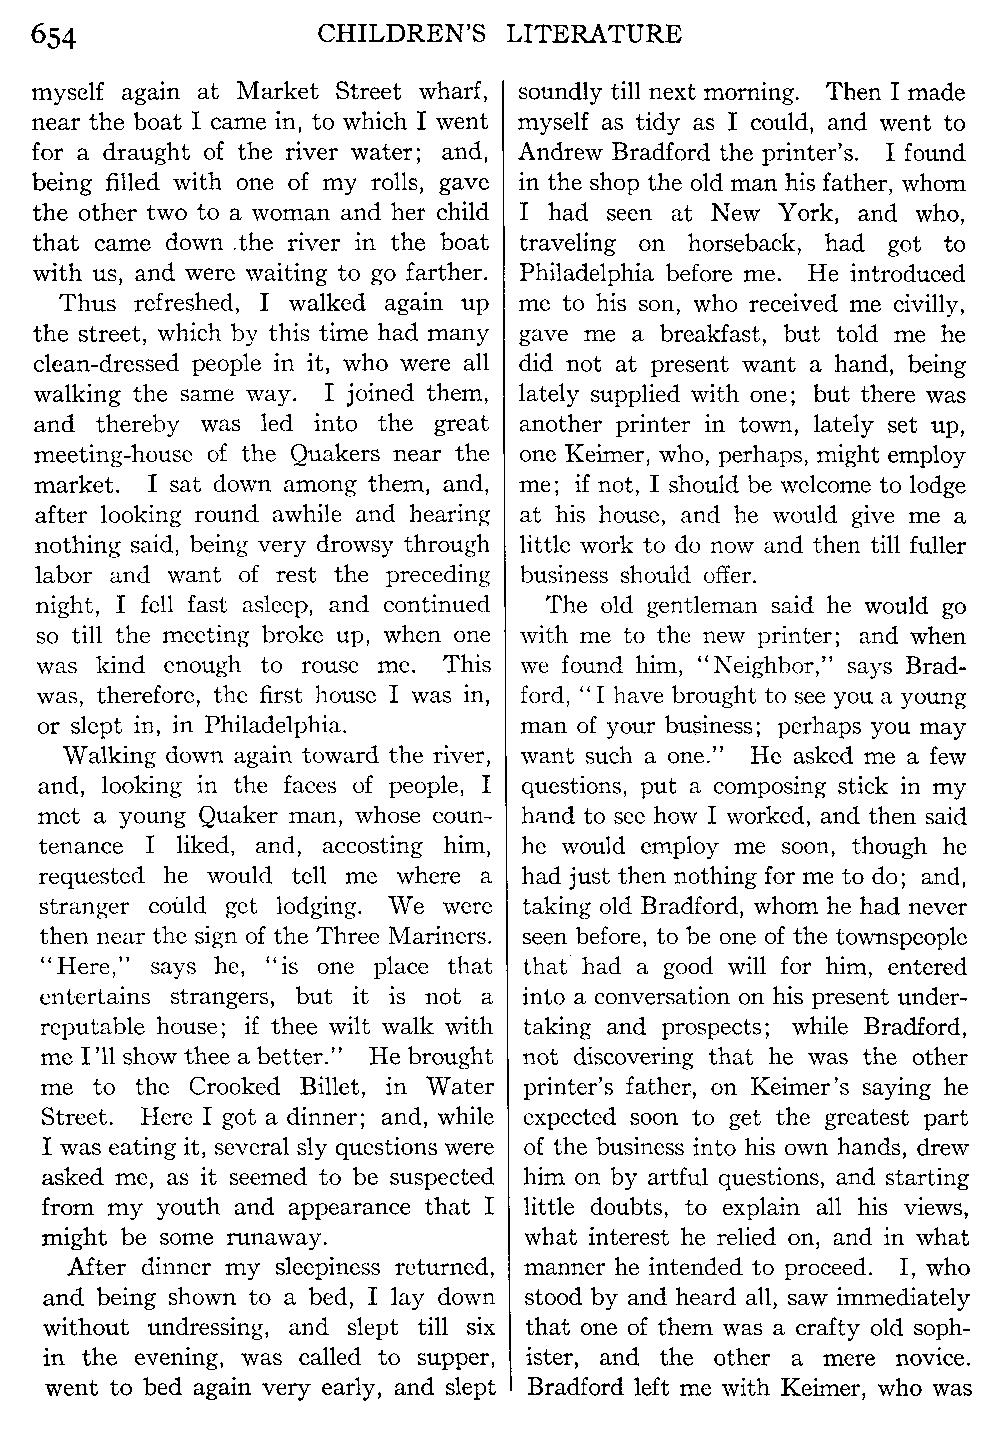 654
CHILDREN'S LITERATURE
myself again at Market Street wharf,
near the boat I came in, to which I went
for a draught of the river water; and,
being filled with one of my rolls, gave
the other two to a woman and her child
that came down .the river in the boat
with us, and were waiting to go farther.
Thus refreshed, I walked again up
the street, which by this time had many
clean-dressed people in it, who were all
walking the same way. I joined them,
and thereby was led into the great
meeting-house of the Quakers near the
market. I sat down among them, and,
after looking round awhile and hearing
nothing said, being very drowsy through
labor and want of rest the preceding
night, I fell fast asleep, and continued
so till the meeting broke up, when one
was kind enough to rouse me. This
was, therefore, the first house I was in,
or slept in, in Philadelphia.
Walking down again toward the river,
and, looking in the faces of people, I
met a young Quaker man, whose coun-
tenance I liked, and, accosting him,
requested he would tell me where a
stranger could get lodging. We were
then near the sign of the Three Mariners.
"Here," says he, "is one place that
entertains strangers, but it is not a
reputable house; if thee wilt walk with
me I'll show thee a better." He brought
me to the Crooked Billet, in Water
Street. Here I got a dinner; and, while
I was eating it, several sly questions were
asked me, as it seemed to be suspected
from my youth and appearance that I
might be some runaway.
After dinner my sleepiness returned,
and being shown to a bed, I lay down
without undressing, and slept till six
in the evening, was called to supper,
went to bed again very early, and slept
soundly till next morning. Then I made
myself as tidy as I could, and went to
Andrew Bradford the printer's. I found
in the shop the old man his father, whom
I had seen at New York, and who,
traveling on horseback, had got to
Philadelphia before me. He introduced
me to his son, who received me civilly,
gave me a breakfast, but told me he
did not at present want a hand, being
lately supplied with one; but there was
another printer in town, lately set up,
one Keimer, who, perhaps, might employ
me; if not, I should be welcome to lodge
at his house, and he would give me a
little work to do now and then till fuller
business should offer.
The old gentleman said he would go
with me to the new printer; and when
we found him, "Neighbor," says Brad-
ford, "I have brought to see you a young
man of your business; perhaps you may
want such a one." He asked me a few
questions, put a composing stick in my
hand to see how I worked, and then said
he would employ me soon, though he
had just then nothing for me to do; and,
taking old Bradford, whom he had never
seen before, to be one of the townspeople
that had a good will for him, entered
into a conversation on his present under-
taking and prospects; while Bradford,
not discovering that he was the other
printer's father, on Keimer's saying he
expected soon to get the greatest part
of the business into his own hands, drew
him on by artful questions, and starting
little doubts, to explain all his views,
what interest he relied on, and in what
manner he intended to proceed. I, who
stood by and heard all, saw immediately
that one of them was a crafty old soph-
ister, and the other a mere novice.
Bradford left me with Keimer, who was